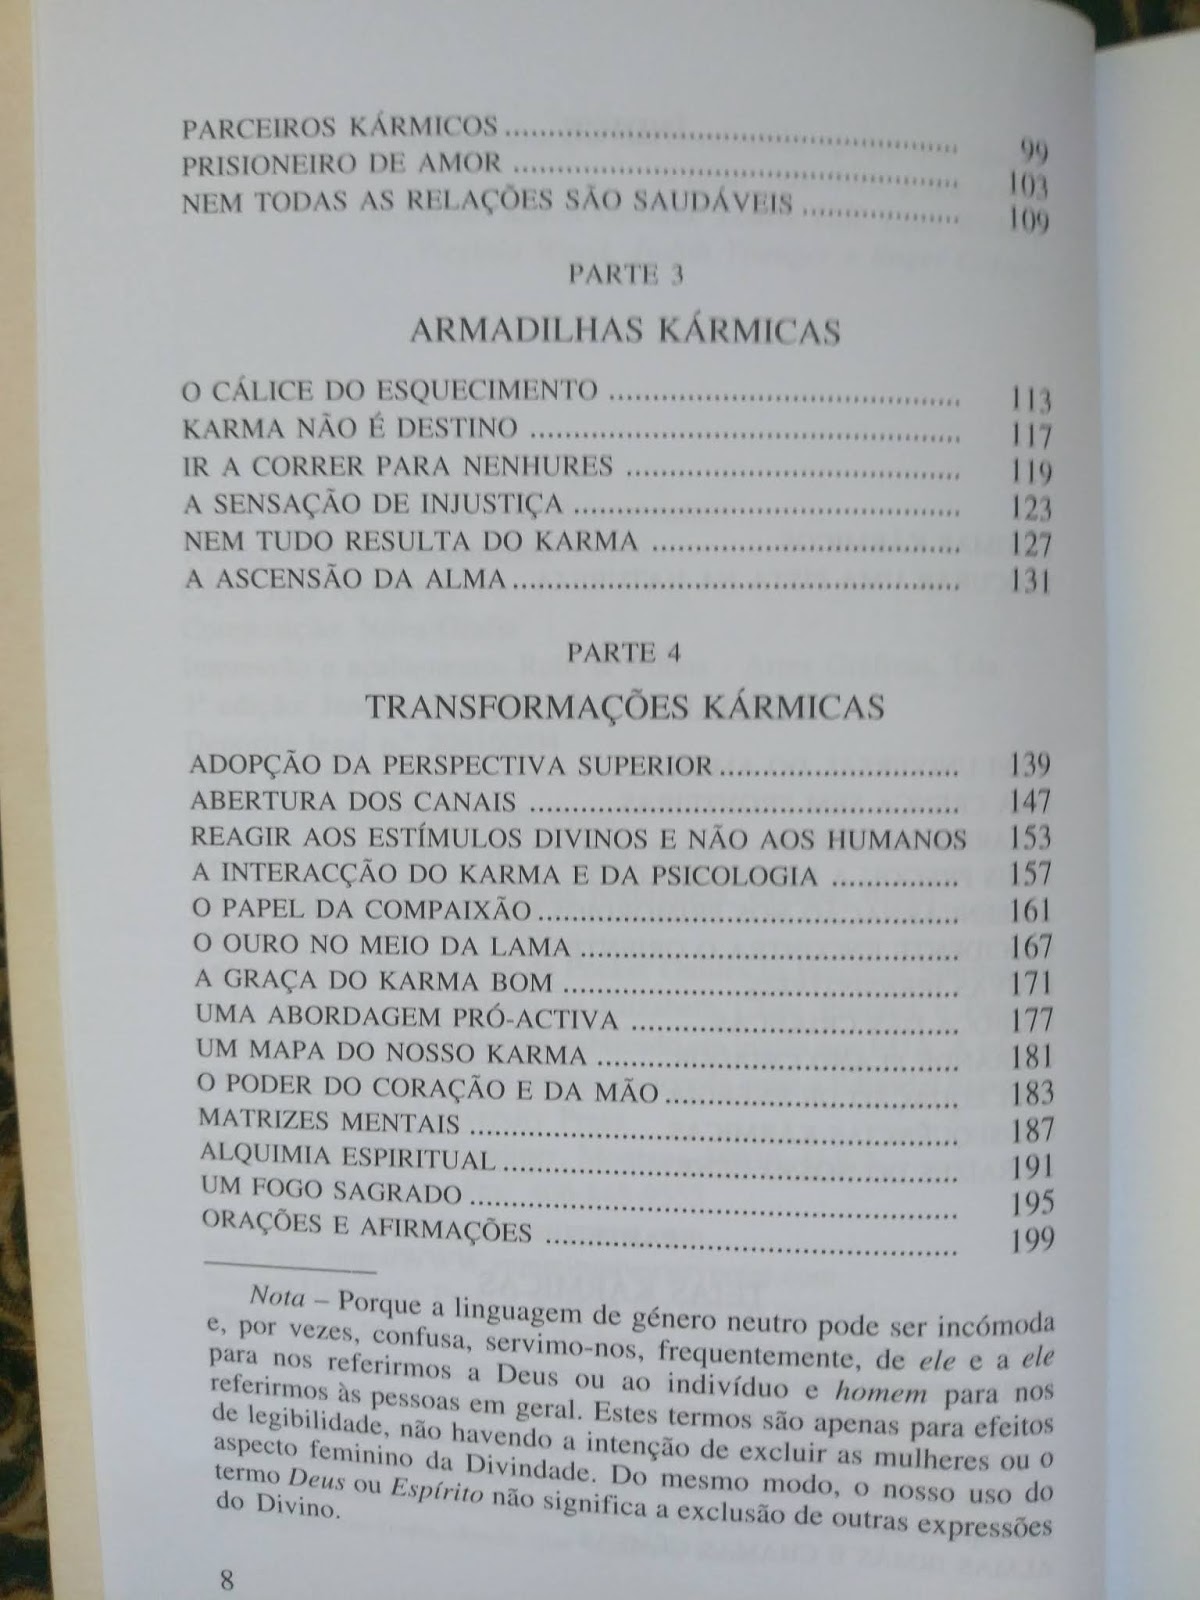 PARCEIROS KÁRMICOS ........................................ 99
PRISIONEIRO DE AMOR ........................................ 103
NEM TODAS AS RELAÇÕES SÃO SAUDÁVEIS .................. 109
PARTE 3
ARMADILHAS KÁRMICAS
O CÁLICE DO ESQUECIMENTO ........................................ 113
KARMA NÃO É DESTINO ........................................ 117
IR A CORRER PARA NENHURES ........................................ 119
A SENSAÇÃO DE INJUSTIÇA ........................................ 123
NEM TUDO RESULTA DO KARMA ................................... 127
A ASCENSÃO DA ALMA ........................................ 131
PARTE 4
TRANSFORMAÇÕES KÁRMICAS
ADOPÇÃO DA PERSPECTIVA SUPERIOR ........................... 139
ABERTURA DOS CANAIS ........................................ 147
REAGIR AOS ESTÍMULOS DIVINOS E NÃO AOS HUMANOS 153
A INTERACÇÃO DO KARMA E DA PSICOLOGIA .............. 157
O PAPEL DA COMPAIXÃO ........................................ 161
O OURO NO MEIO DA LAMA ........................................ 167
A GRAÇA DO KARMA BOM ........................................ 171
UMA ABORDAGEM PRÓ-ACTIVA ..................................... 177
UM MAPA DO NOSSO KARMA ........................................ 181
O PODER DO CORAÇÃO E DA MÃO ................................. 183
MATRIZES MENTAIS ........................................ 187
ALQUIMIA ESPIRITUAL ........................................ 191
UM FOGO SAGRADO ........................................ 195
ORAÇÕES E AFIRMAÇÕES ........................................ 199
Nota – Porque a linguagem de género neutro pode ser incómoda
e, por vezes, confusa, servimo-nos, frequentemente, de ele e a ele
para nos referirmos a Deus ou ao indivíduo e homem para nos
referirmos às pessoas em geral. Estes termos são apenas para efeitos
de legibilidade, não havendo a intenção de excluir as mulheres ou o
aspecto feminino da Divindade. Do mesmo modo, o nosso uso do
termo Deus ou Espírito não significa a exclusão de outras expressões
do Divino.
8